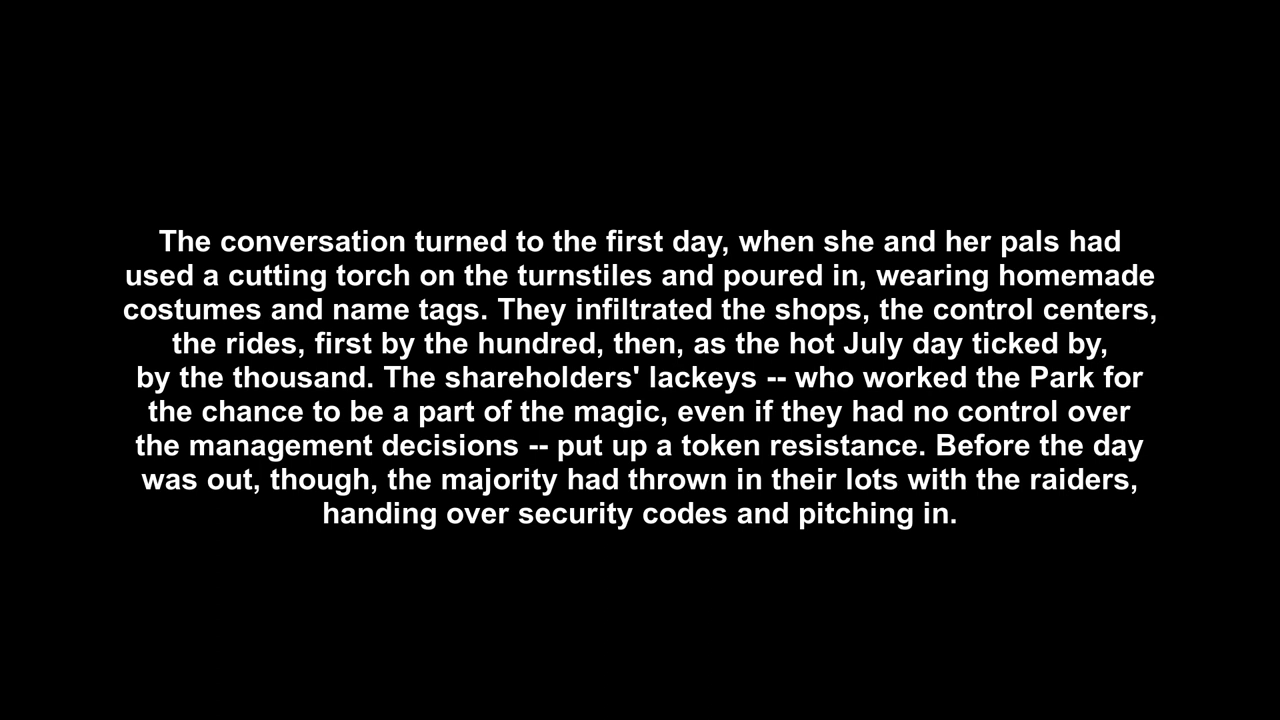 The conversation turned to the first day, when she and her pals had
used a cutting torch on the turnstiles and poured in, wearing homemade
costumes and name tags. They infiltrated the shops, the control centers,
the rides, first by the hundred, then, as the hot July day ticked by,
by the thousand. The shareholders' lackeys -- who worked the Park for
the chance to be a part of the magic, even if they had no control over
the management decisions -- put up a token resistance. Before the day
was out, though, the majority had thrown in their lots with the raiders,
handing over security codes and pitching in.